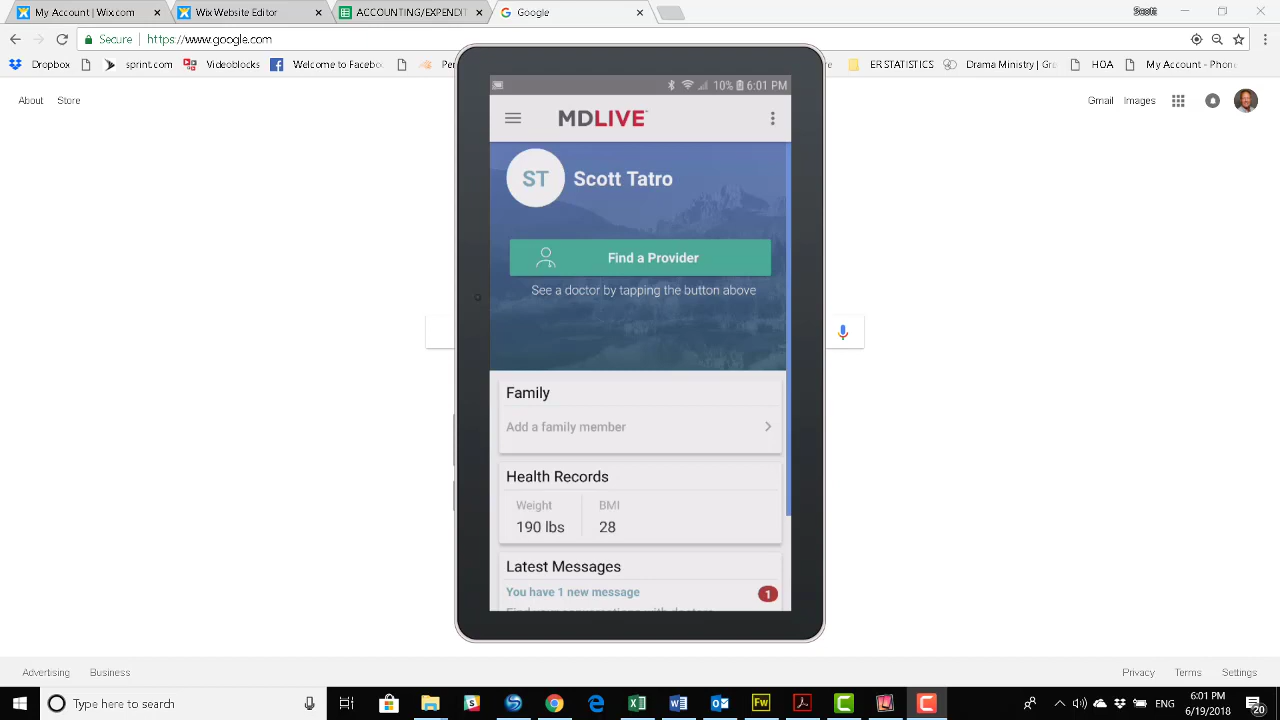 My Account | Wix.com
Wix Website Editor
ACCOUNTING/EXPENDIT
Google
Scott
Secure https://www.google.com
Dropbox
sprint.com
Videoblocks
Welcome to Facebo
ER STATISTICS
Drama Ministry | Gr
HOA
My Account - Phone
About Store
Gmail Images
10% 6:01 PM
MDLIVE
ST
Scott Tatro
Find a Provider
See a doctor by tapping the button above
Family
Add a family member
Health Records
Weight BMI
190 lbs 28
Latest Messages
You have 1 new message
1
Advertising Business
Privacy Terms Settings
Type here to search
ENG
6:01 PM
6/19/2018
20